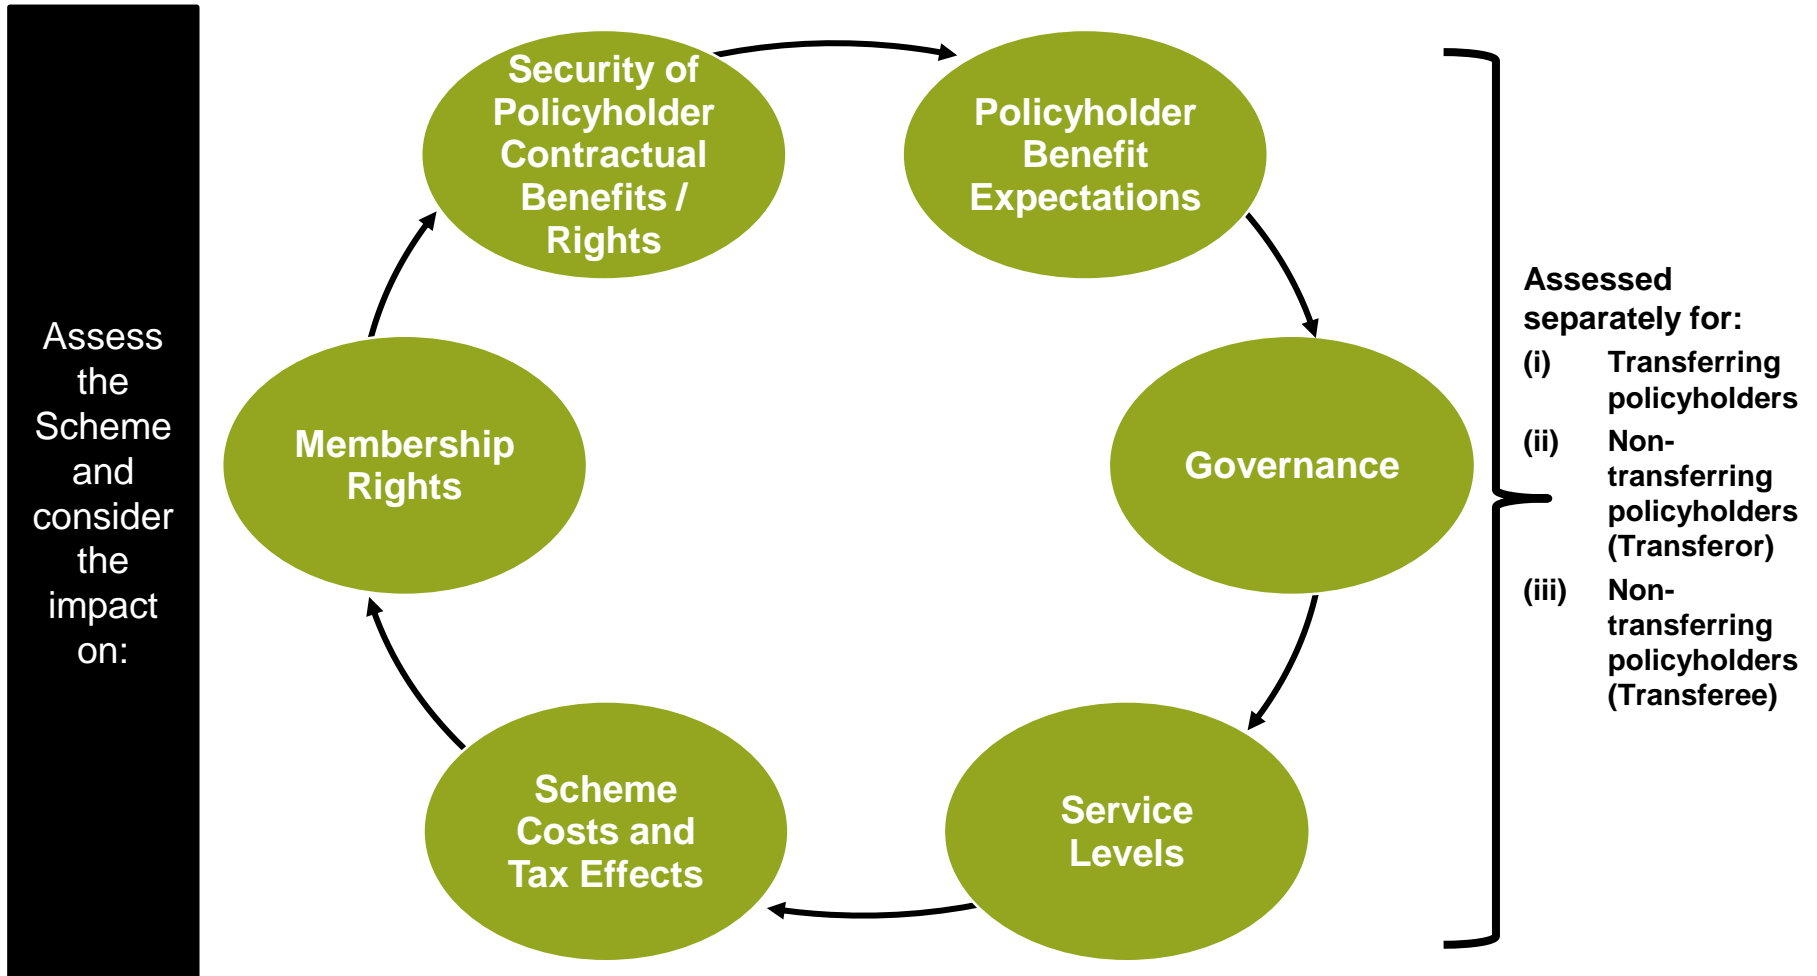 Assess
the
Scheme
and
consider
the
impact
on:
Security of
Policyholder
Contractual
Benefits /
Rights
Policyholder
Benefit
Expectations
Governance
Service
Levels
Scheme
Costs and
Tax Effects
Membership
Rights
Assessed
separately for:
(i) Transferring
policyholders
(ii) Non-
transferring
policyholders
(Transferor)
(iii) Non-
transferring
policyholders
(Transferee)